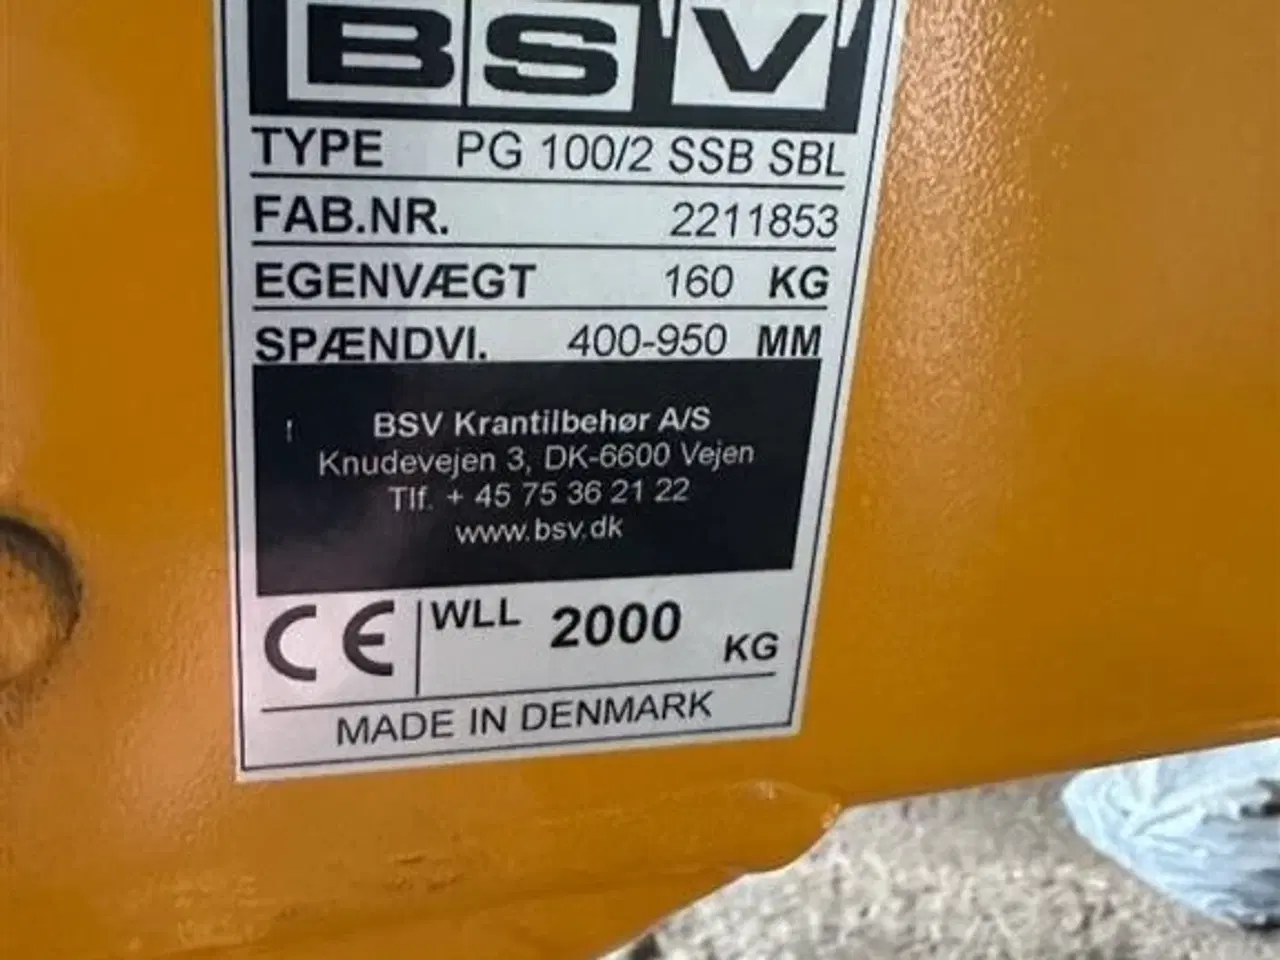 BSV
TYPE PG 100/2 SSB SBL
FAB.NR. 2211853
EGENVÆGT 160 KG
SPÆNDVI. 400-950 MM
BSV Krantilbehør A/S
Knudevejen 3, DK-6600 Vejen
Tlf. + 45 75 36 21 22
www.bsv.dk
CE WLL 2000 KG
MADE IN DENMARK